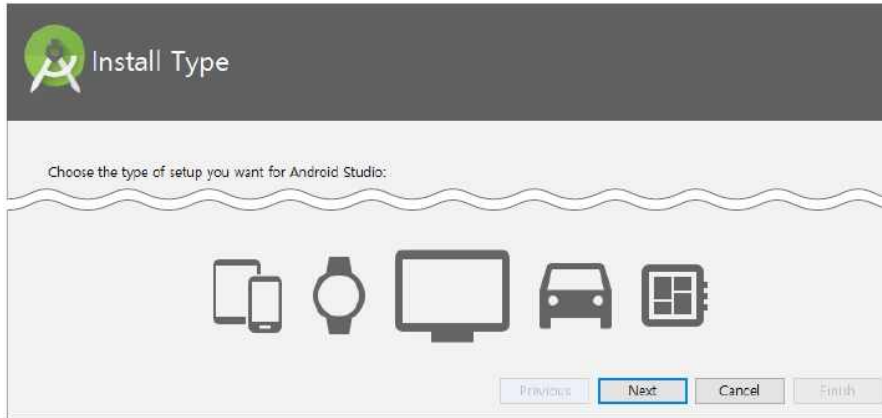 Install Type
Choose the type of setup you want for Android Studio:
Previous Next Cancel Finish